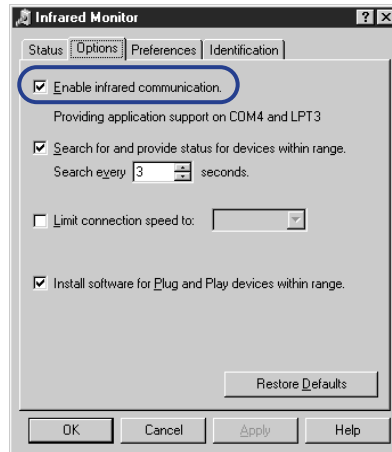 Infrared Monitor
Status Options Preferences Identification
Enable infrared communication.
Providing application support on COM4 and LPT3
Search for and provide status for devices within range.
Search every 3 seconds.
Limit connection speed to:
Install software for Plug and Play devices within range.
Restore Defaults
OK Cancel Apply Help